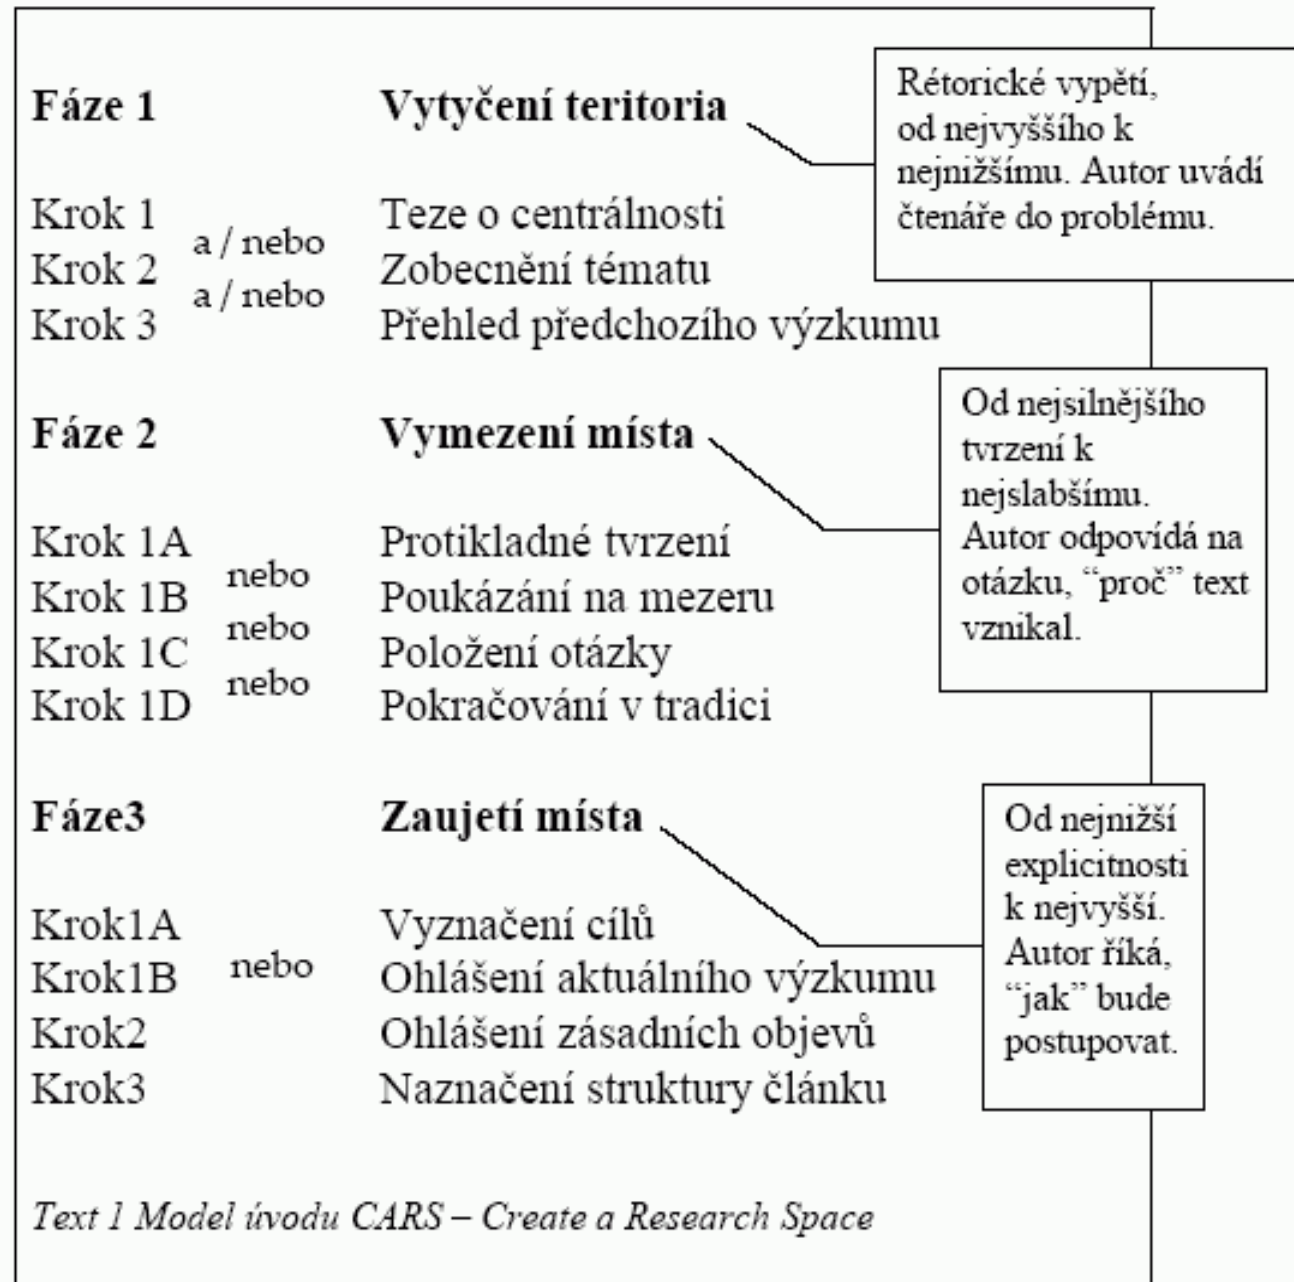 Fáze 1 Vytyčení teritoria
Rétorické vypětí,
od nejvyššího k
nejnižšímu. Autor uvádí
čtenáře do problému.
Krok 1 Teze o centrálnosti
a / nebo
Krok 2 Zobecnění tématu
a / nebo
Krok 3 Přehled předchozího výzkumu
Fáze 2 Vymezení místa
Od nejsilnějšího
tvrzení k
nejslabšímu.
Autor odpovídá na
otázku, “proč” text
vznikal.
Krok 1A Protikladné tvrzení
nebo
Krok 1B Poukázání na mezeru
nebo
Krok 1C Položení otázky
nebo
Krok 1D Pokračování v tradici
Fáze3 Zaujetí místa
Od nejnižší
explicitnosti
k nejvyšší.
Autor říká,
“jak” bude
postupovat.
Krok1A Vyznačení cílů
nebo
Krok1B Ohlášení aktuálního výzkumu
Krok2 Ohlášení zásadních objevů
Krok3 Naznačení struktury článku
Text 1 Model úvodu CARS – Create a Research Space